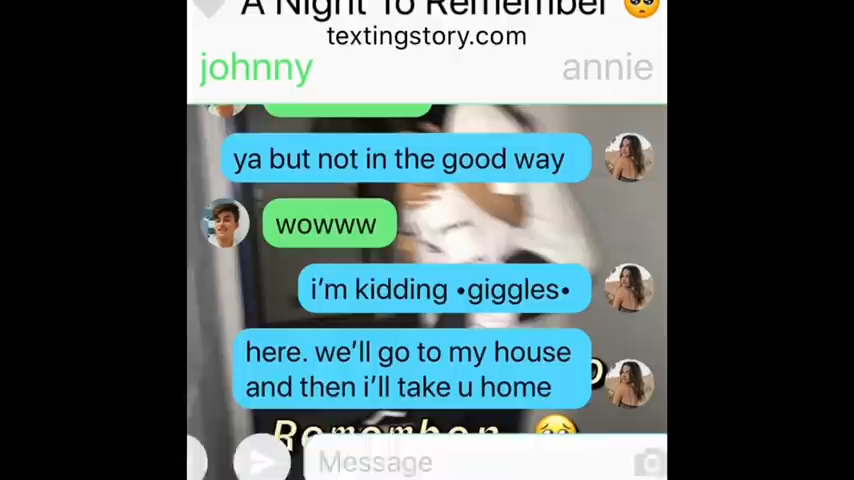 A Night To Remember 🥺
textingstory.com
johnny annie
ya but not in the good way
wowww
i'm kidding •giggles•
here. we'll go to my house
and then i'll take u home
Remember 🥺
Message